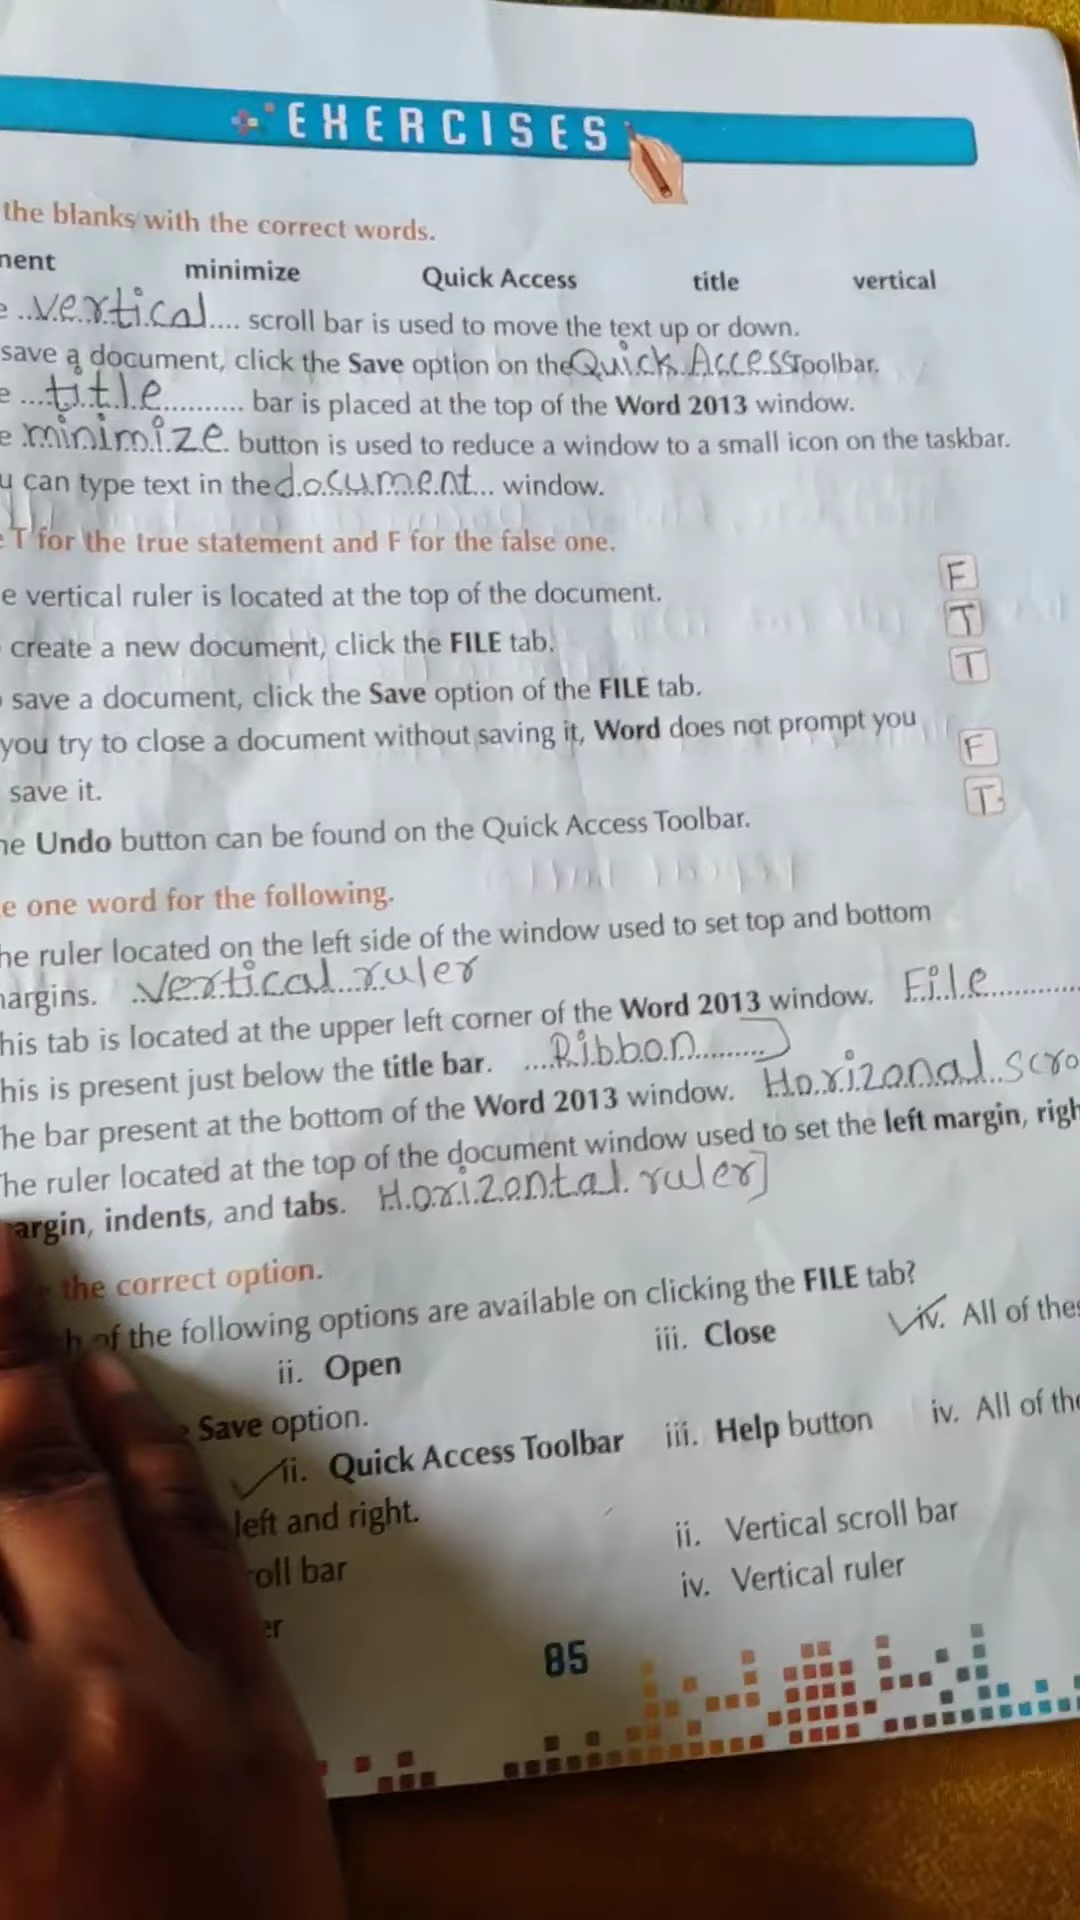 EXERCISES
the blanks with the correct words.
ment minimize Quick Access title vertical
e vertical scroll bar is used to move the text up or down.
save a document, click the Save option on the Quick Access Toolbar.
e title bar is placed at the top of the Word 2013 window.
e minimize button is used to reduce a window to a small icon on the taskbar.
u can type text in the document window.
e T for the true statement and F for the false one.
e vertical ruler is located at the top of the document. F
create a new document, click the FILE tab. T
save a document, click the Save option of the FILE tab. T
you try to close a document without saving it, Word does not prompt you
save it. F
he Undo button can be found on the Quick Access Toolbar. T
e one word for the following.
he ruler located on the left side of the window used to set top and bottom
margins. vertical ruler
his tab is located at the upper left corner of the Word 2013 window. File
his is present just below the title bar. Ribbon
he bar present at the bottom of the Word 2013 window. Horizonal scro
he ruler located at the top of the document window used to set the left margin, righ
argin, indents, and tabs. Horizontal ruler
the correct option.
h of the following options are available on clicking the FILE tab?
ii. Open iii. Close iv. All of thes
Save option.
ii. Quick Access Toolbar iii. Help button iv. All of the
left and right.
oll bar ii. Vertical scroll bar
er iv. Vertical ruler
85